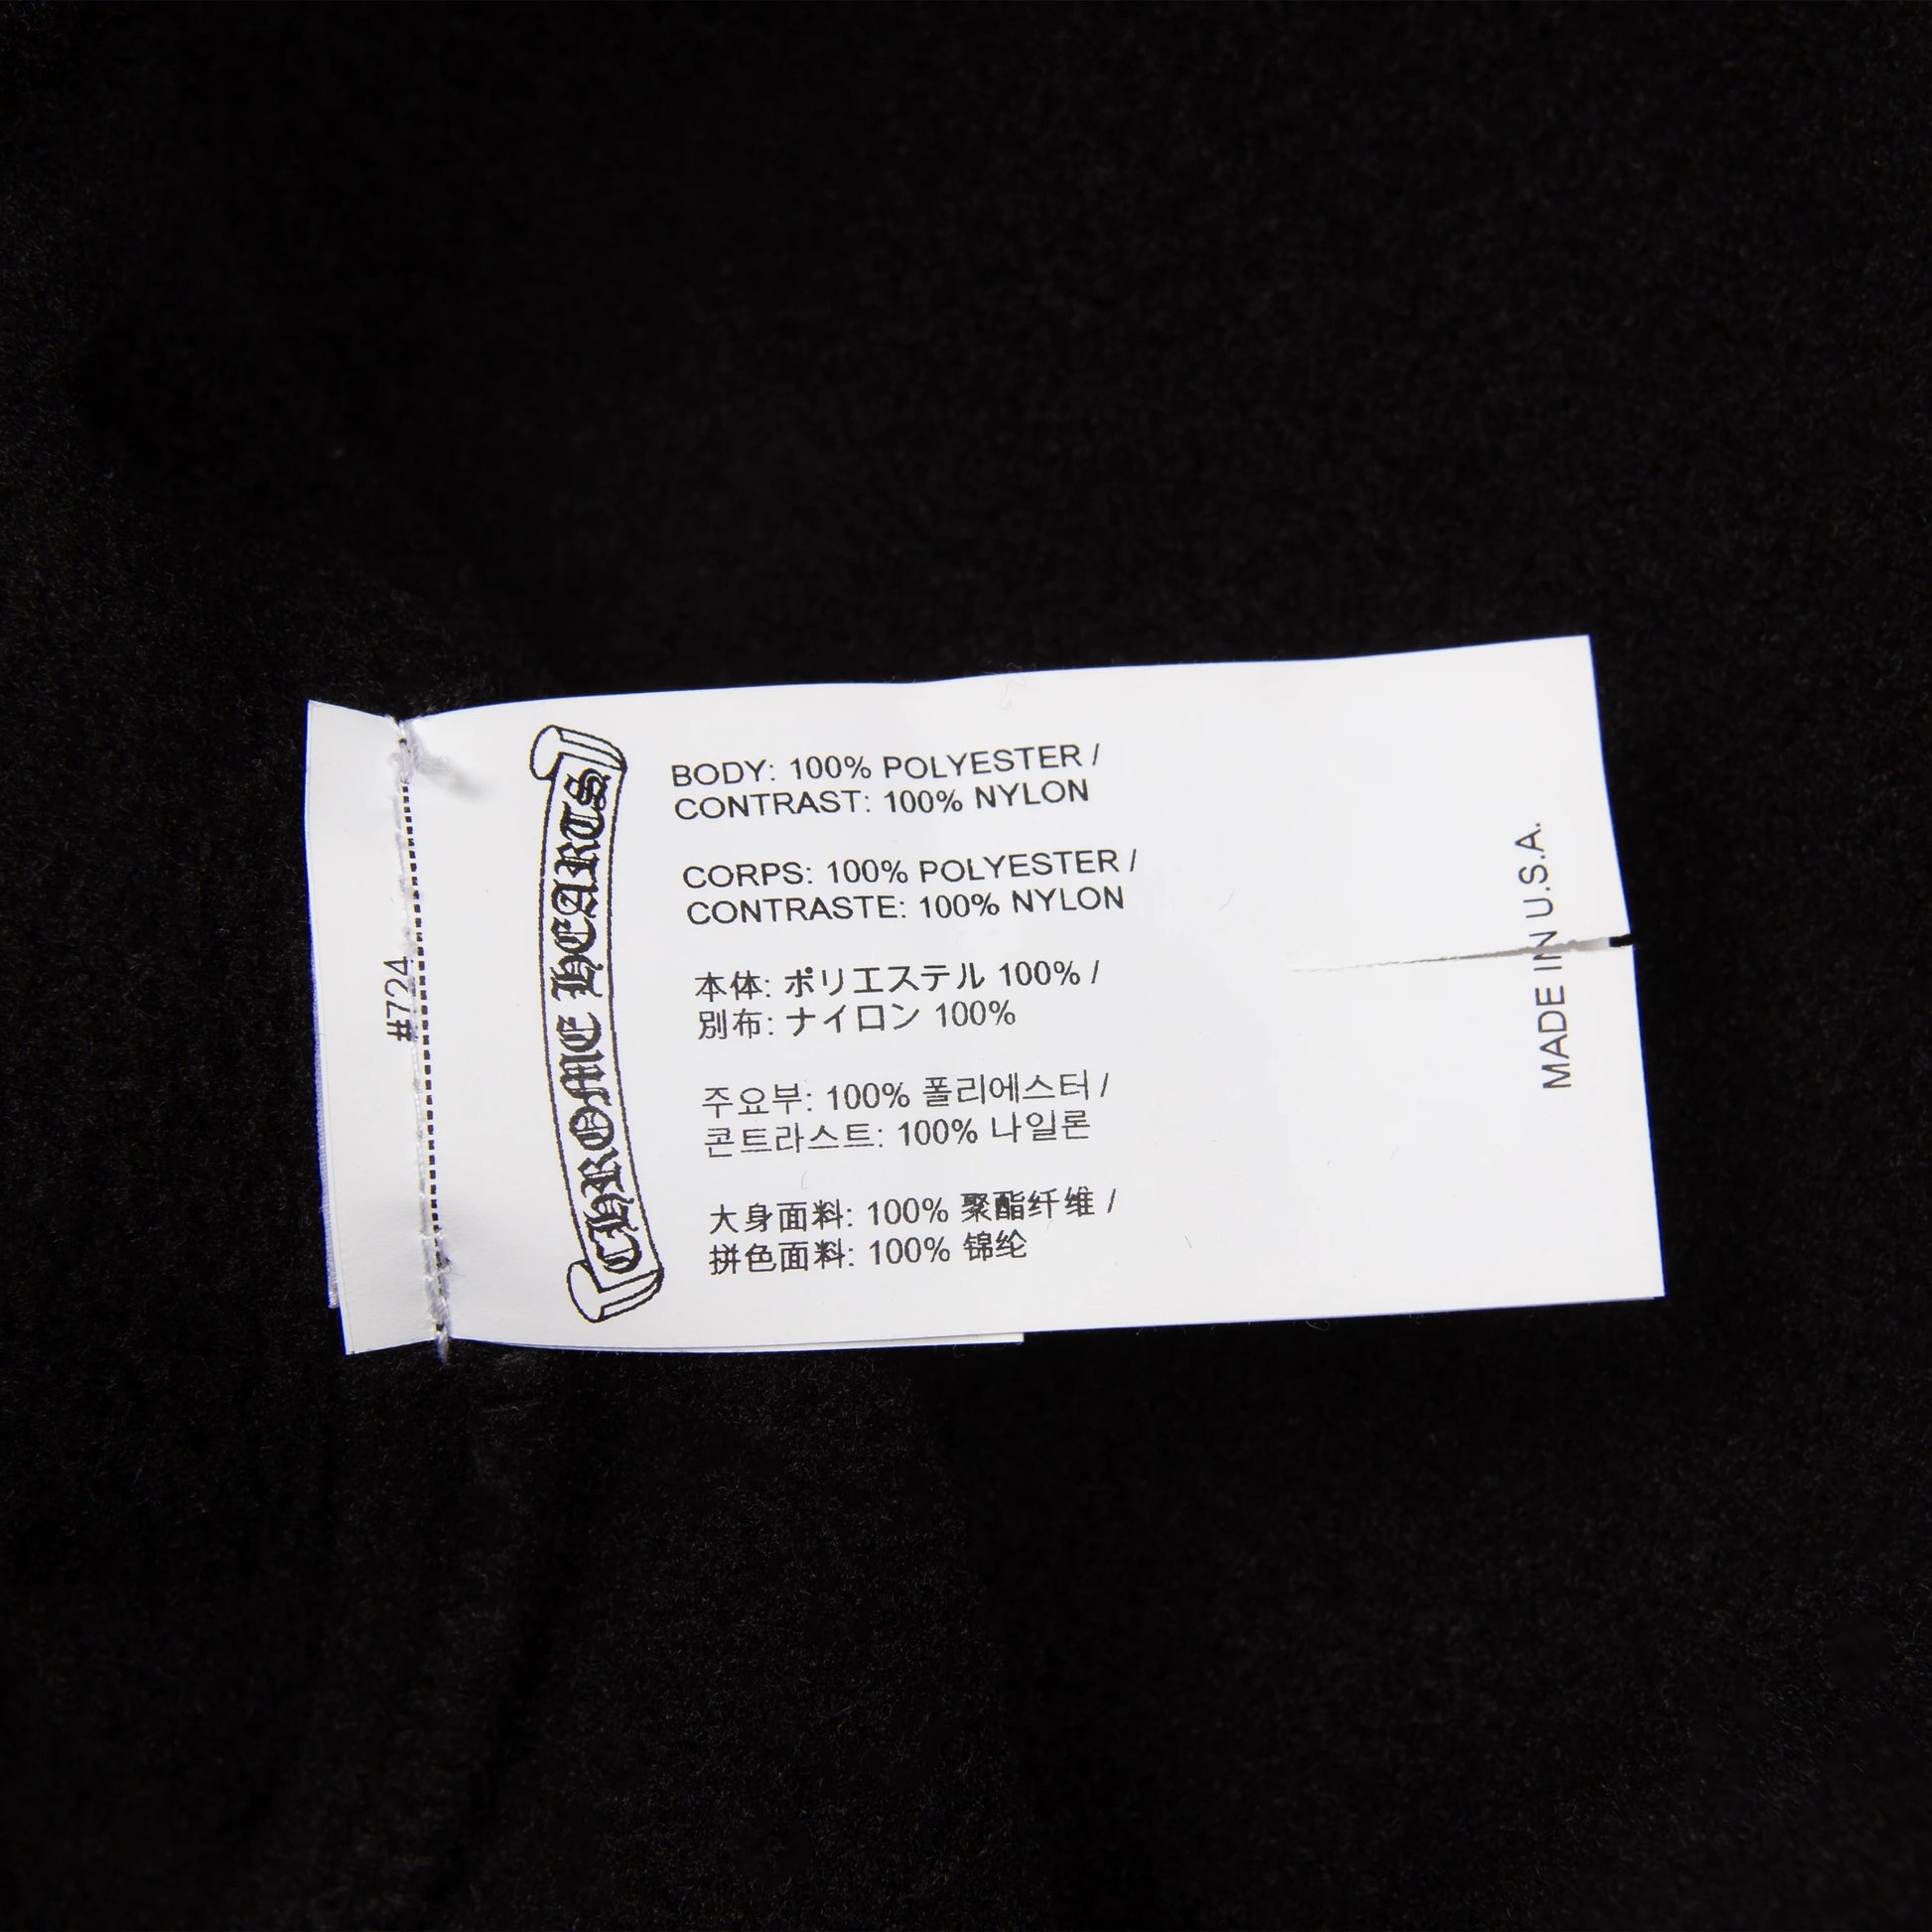 #724
CHROME HEARTS
BODY: 100% POLYESTER /
CONTRAST: 100% NYLON
CORPS: 100% POLYESTER /
CONTRASTE: 100% NYLON
本体: ポリエステル 100% /
別布: ナイロン 100%
주요부: 100% 폴리에스터 /
콘트라스트: 100% 나일론
大身面料: 100% 聚酯纤维 /
拼色面料: 100% 锦纶
MADE IN U.S.A.